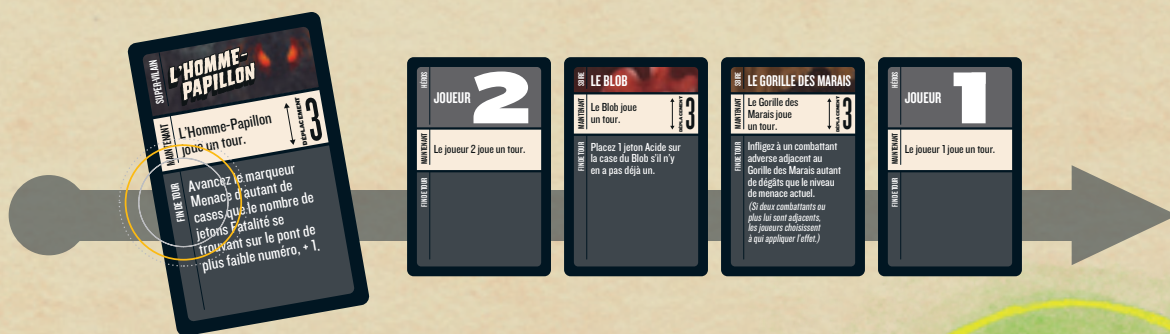 SUPER-VILAIN
L'HOMME-
PAPILLON
MAINTENANT
L'Homme-Papillon
joue un tour.
DÉPLACEMENT
3
FIN DE TOUR
Avancez le marqueur
Menace d'autant de
cases que le nombre de
jetons Fatalité se
trouvant sur le pont de
plus faible numéro, + 1.
HÉROS
JOUEUR 2
MAINTENANT
Le joueur 2 joue un tour.
FIN DE TOUR
SBIRE
LE BLOB
MAINTENANT
Le Blob joue
un tour.
DÉPLACEMENT
3
FIN DE TOUR
Placez 1 jeton Acide sur
la case du Blob s'il n'y
en a pas déjà un.
SBIRE
LE GORILLE DES MARAIS
MAINTENANT
Le Gorille des
Marais joue
un tour.
DÉPLACEMENT
3
FIN DE TOUR
Infligez à un combattant
adverse adjacent au
Gorille des Marais autant
de dégâts que le niveau
de menace actuel.
(Si deux combattants ou
plus lui sont adjacents,
les joueurs choisissent
à qui appliquer l'effet.)
HÉROS
JOUEUR 1
MAINTENANT
Le joueur 1 joue un tour.
FIN DE TOUR